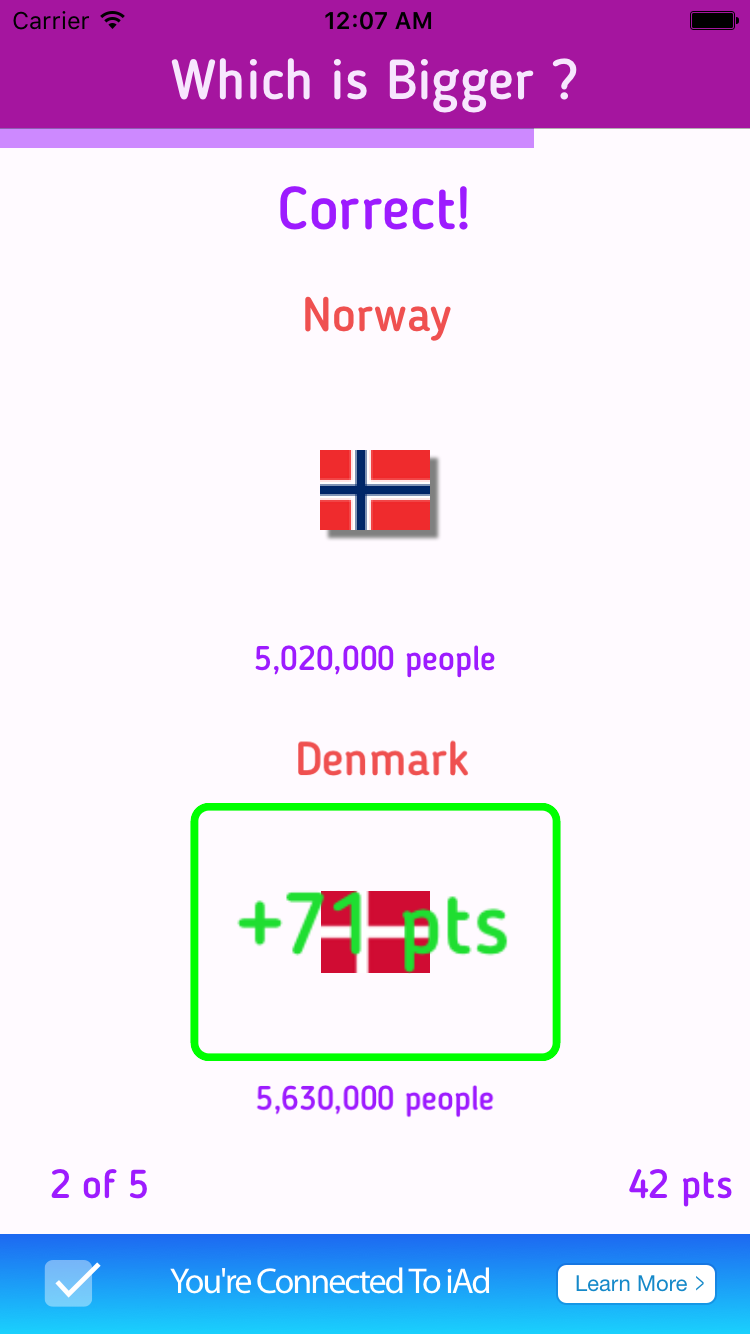 Carrier 12:07 AM
Which is Bigger ?
Correct!
Norway
5,020,000 people
Denmark
+71 pts
5,630,000 people
2 of 5 42 pts
You're Connected To iAd Learn More >